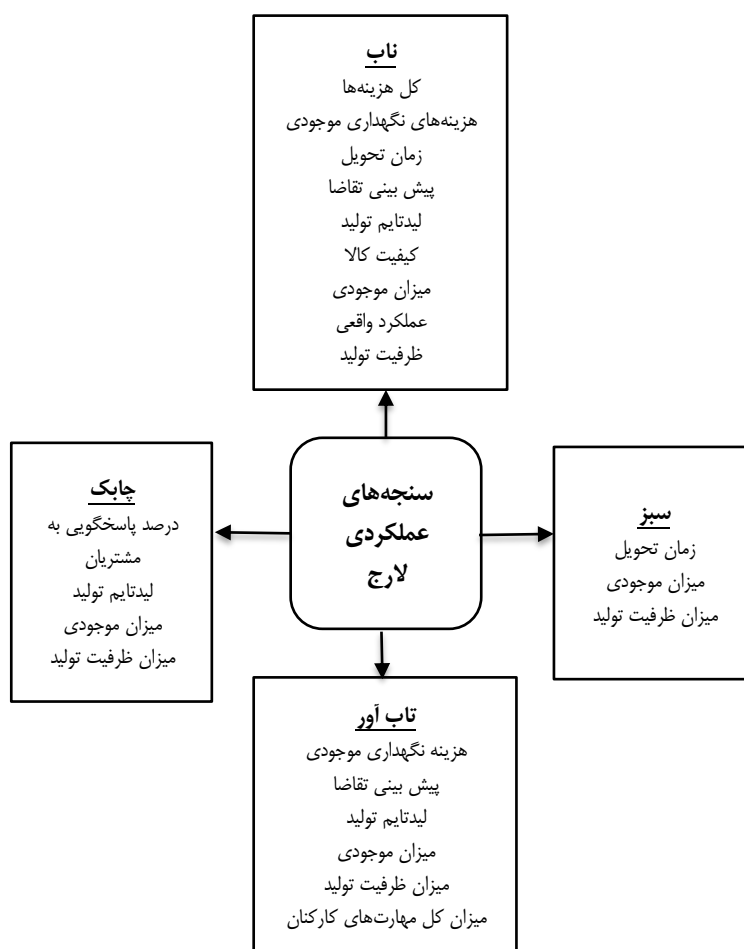 ناب
کل هزینه‌ها
هزینه‌های نگهداری موجودی
زمان تحویل
پیش بینی تقاضا
لیدتایم تولید
کیفیت کالا
میزان موجودی
عملکرد واقعی
ظرفیت تولید
سنجه‌های
عملکردی
لارج
سبز
زمان تحویل
میزان موجودی
میزان ظرفیت تولید
چابک
درصد پاسخگویی به
مشتریان
لیدتایم تولید
میزان موجودی
میزان ظرفیت تولید
تاب آور
هزینه نگهداری موجودی
پیش بینی تقاضا
لیدتایم تولید
میزان موجودی
میزان ظرفیت تولید
میزان کل مهارت‌های کارکنان